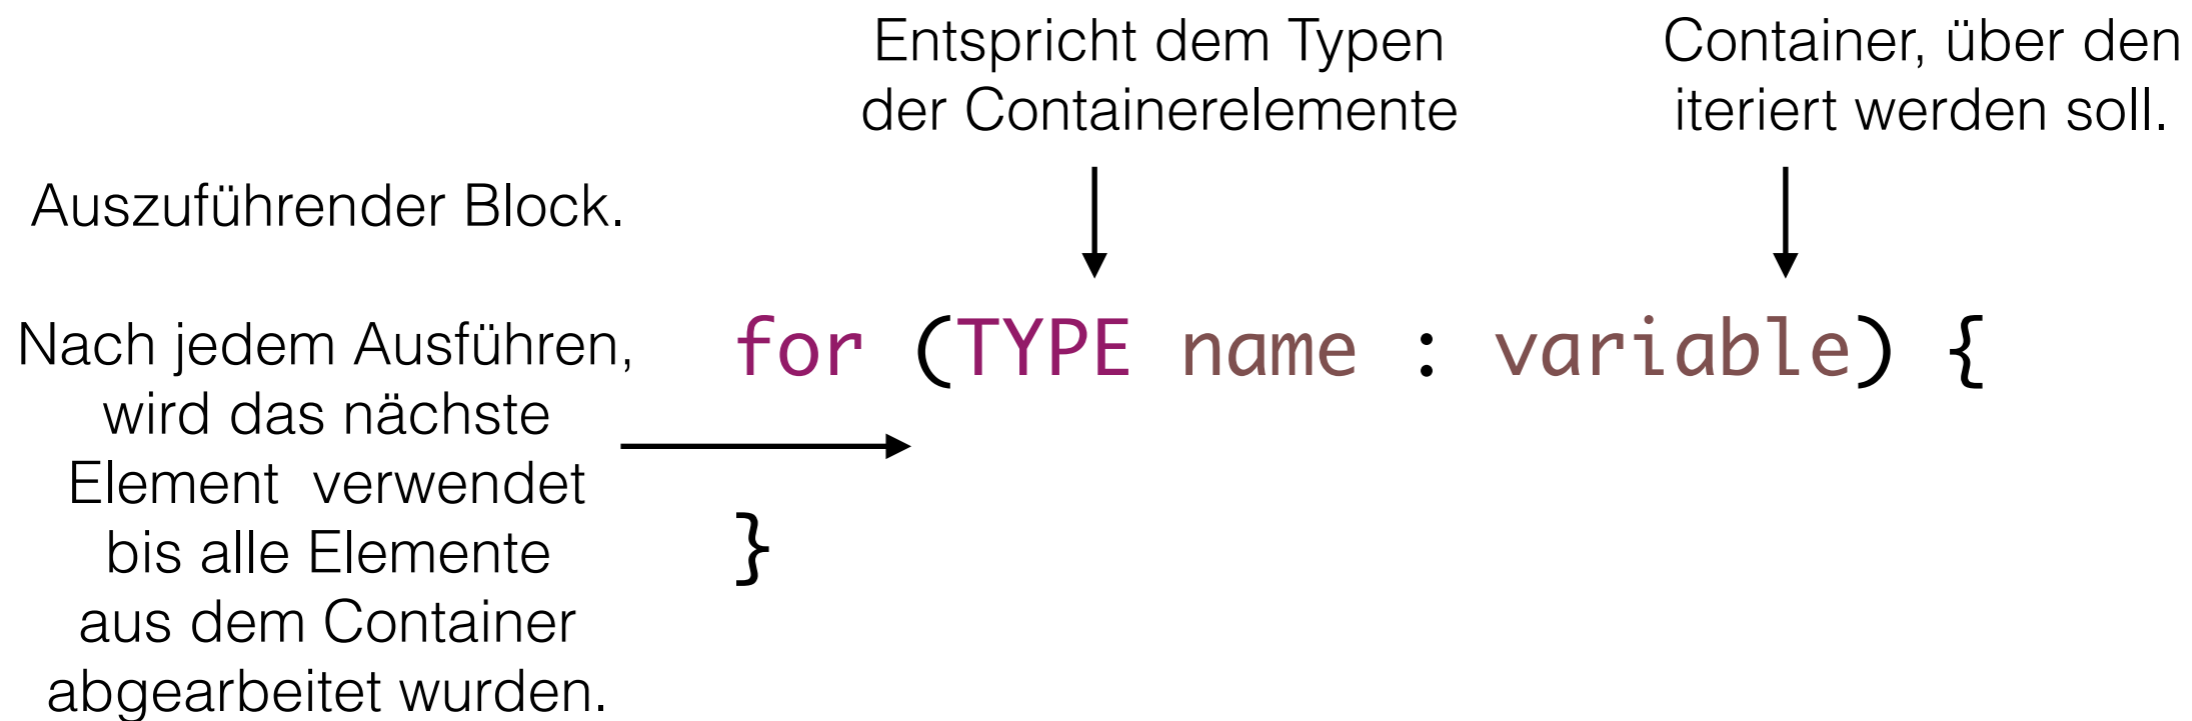 Entspricht dem Typen
der Containerelemente
Container, über den
iteriert werden soll.
Auszuführender Block.
Nach jedem Ausführen,
wird das nächste
Element  verwendet
bis alle Elemente
aus dem Container
abgearbeitet wurden.
for (TYPE name : variable) {
}